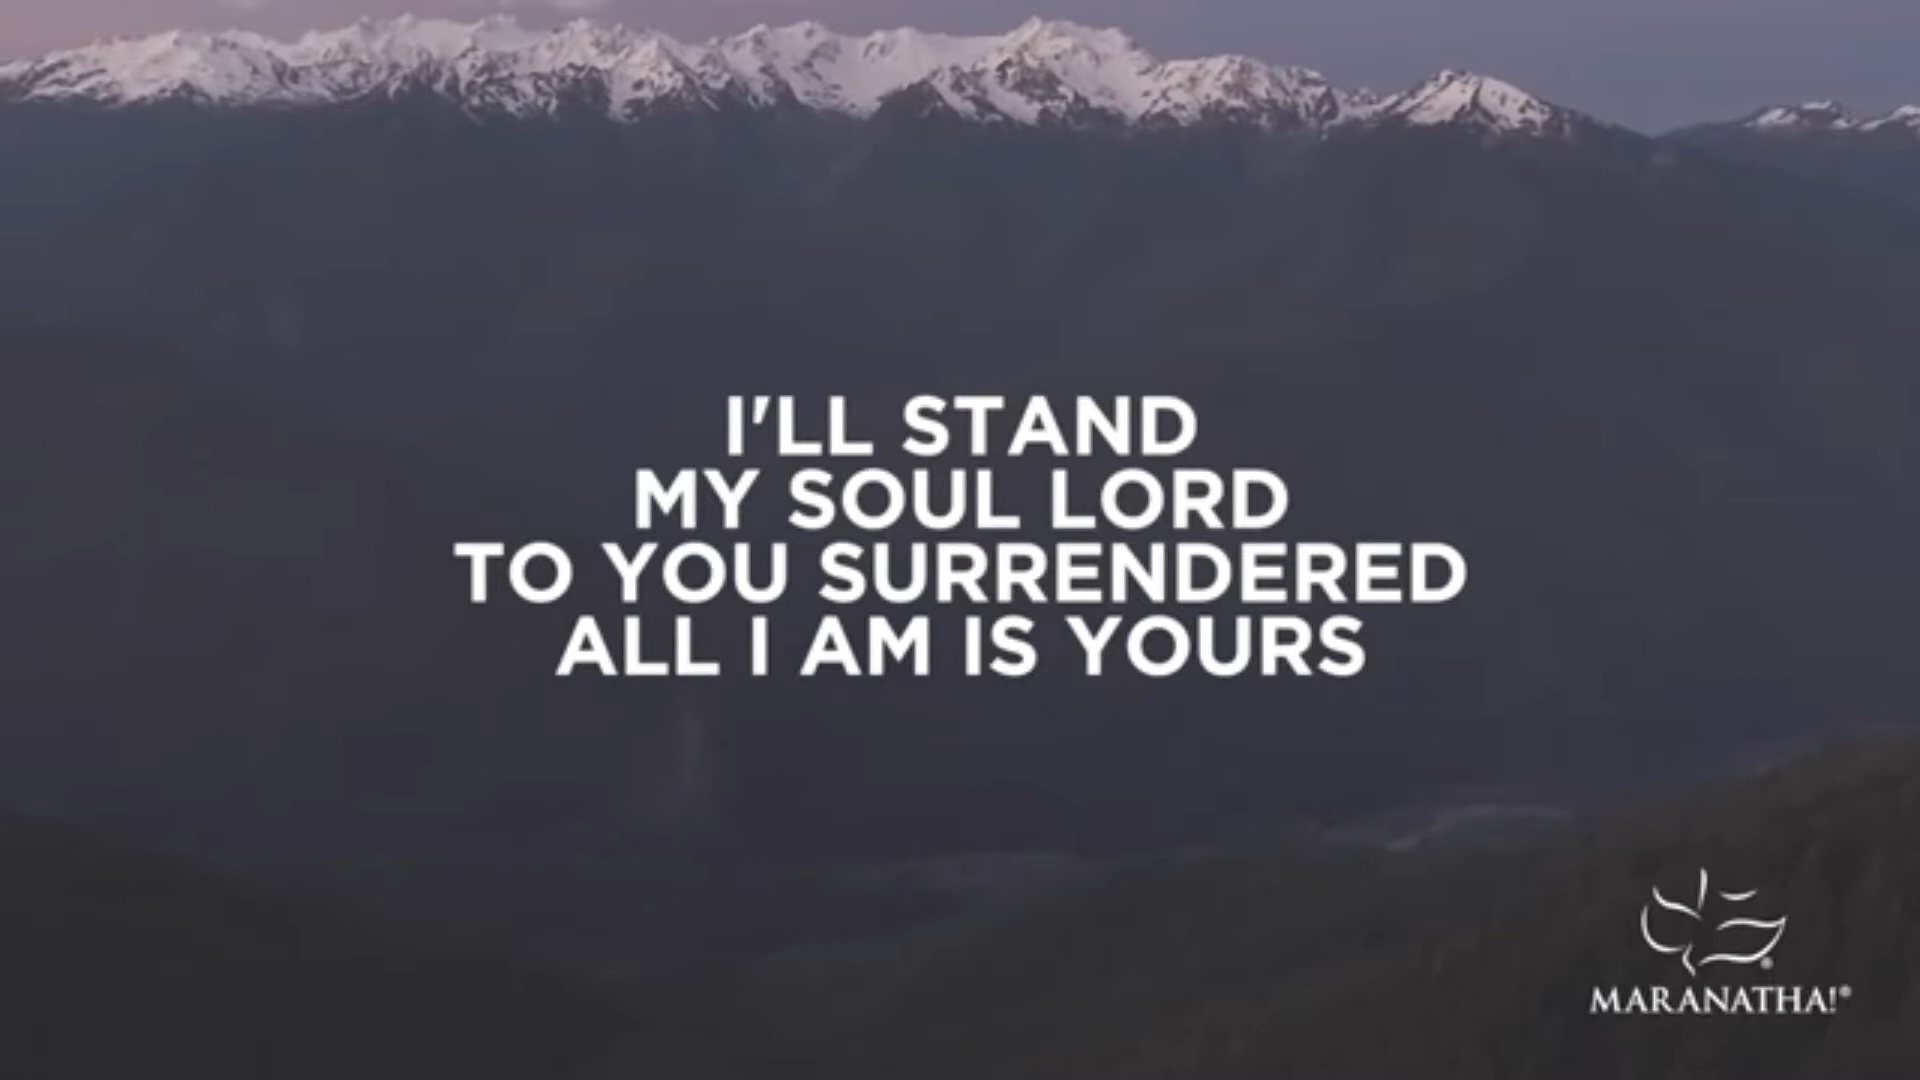 I'LL STAND
MY SOUL LORD
TO YOU SURRENDERED
ALL I AM IS YOURS
MARANATHA!®